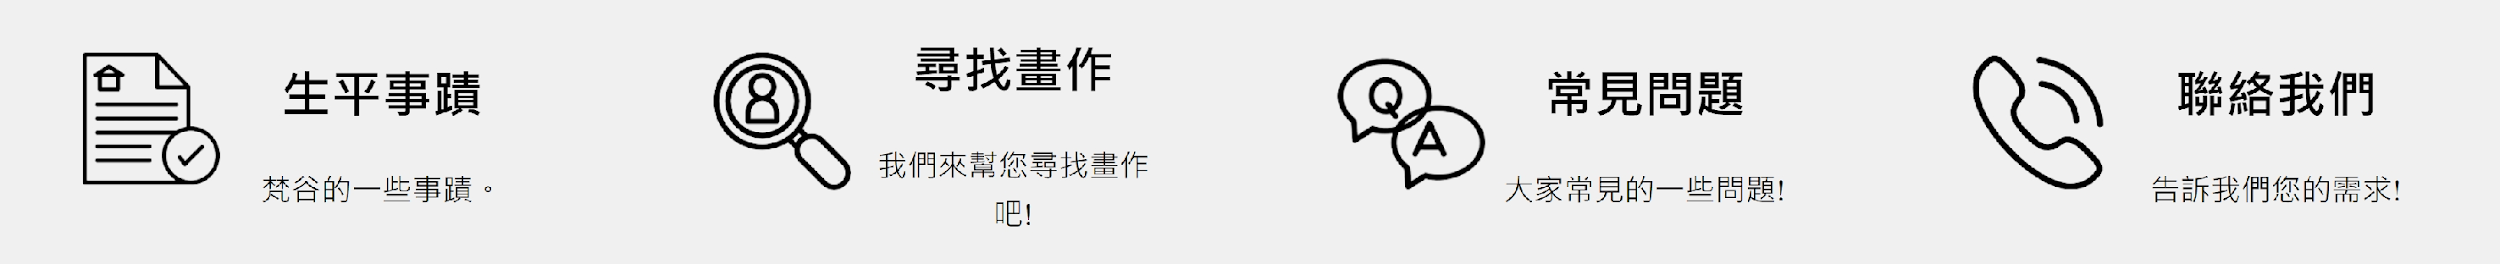 生平事蹟
梵谷的一些事蹟。
尋找畫作
我們來幫您尋找畫作
吧!
Q
A
常見問題
大家常見的一些問題!
聯絡我們
告訴我們您的需求!